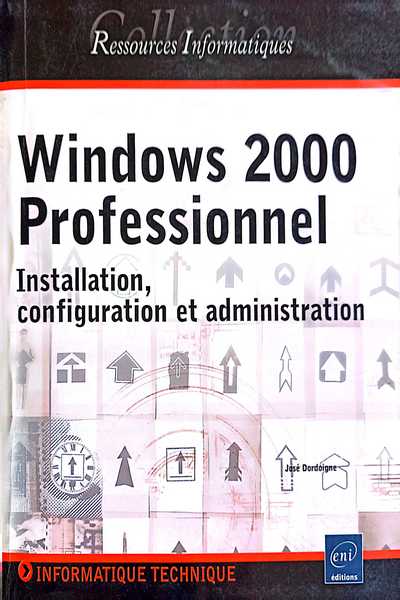 Collection
Ressources Informatiques
Windows 2000
Professionnel
Installation,
configuration et administration
José Dordoigne
eni
éditions
INFORMATIQUE TECHNIQUE